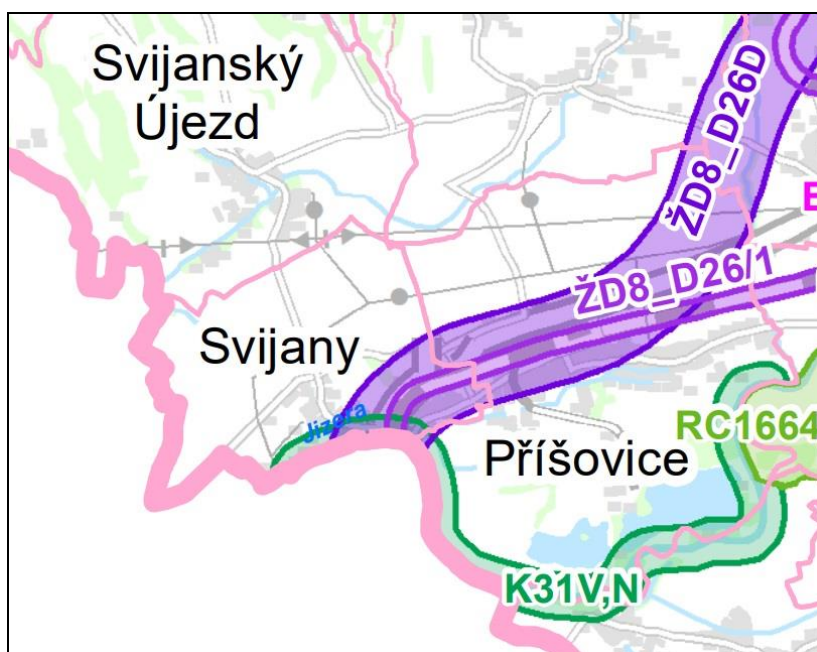 Svijanský
Újezd
ŽD8_D26D
E
ŽD8_D26/1
Svijany
Jizera
RC1664
Příšovice
K31V,N